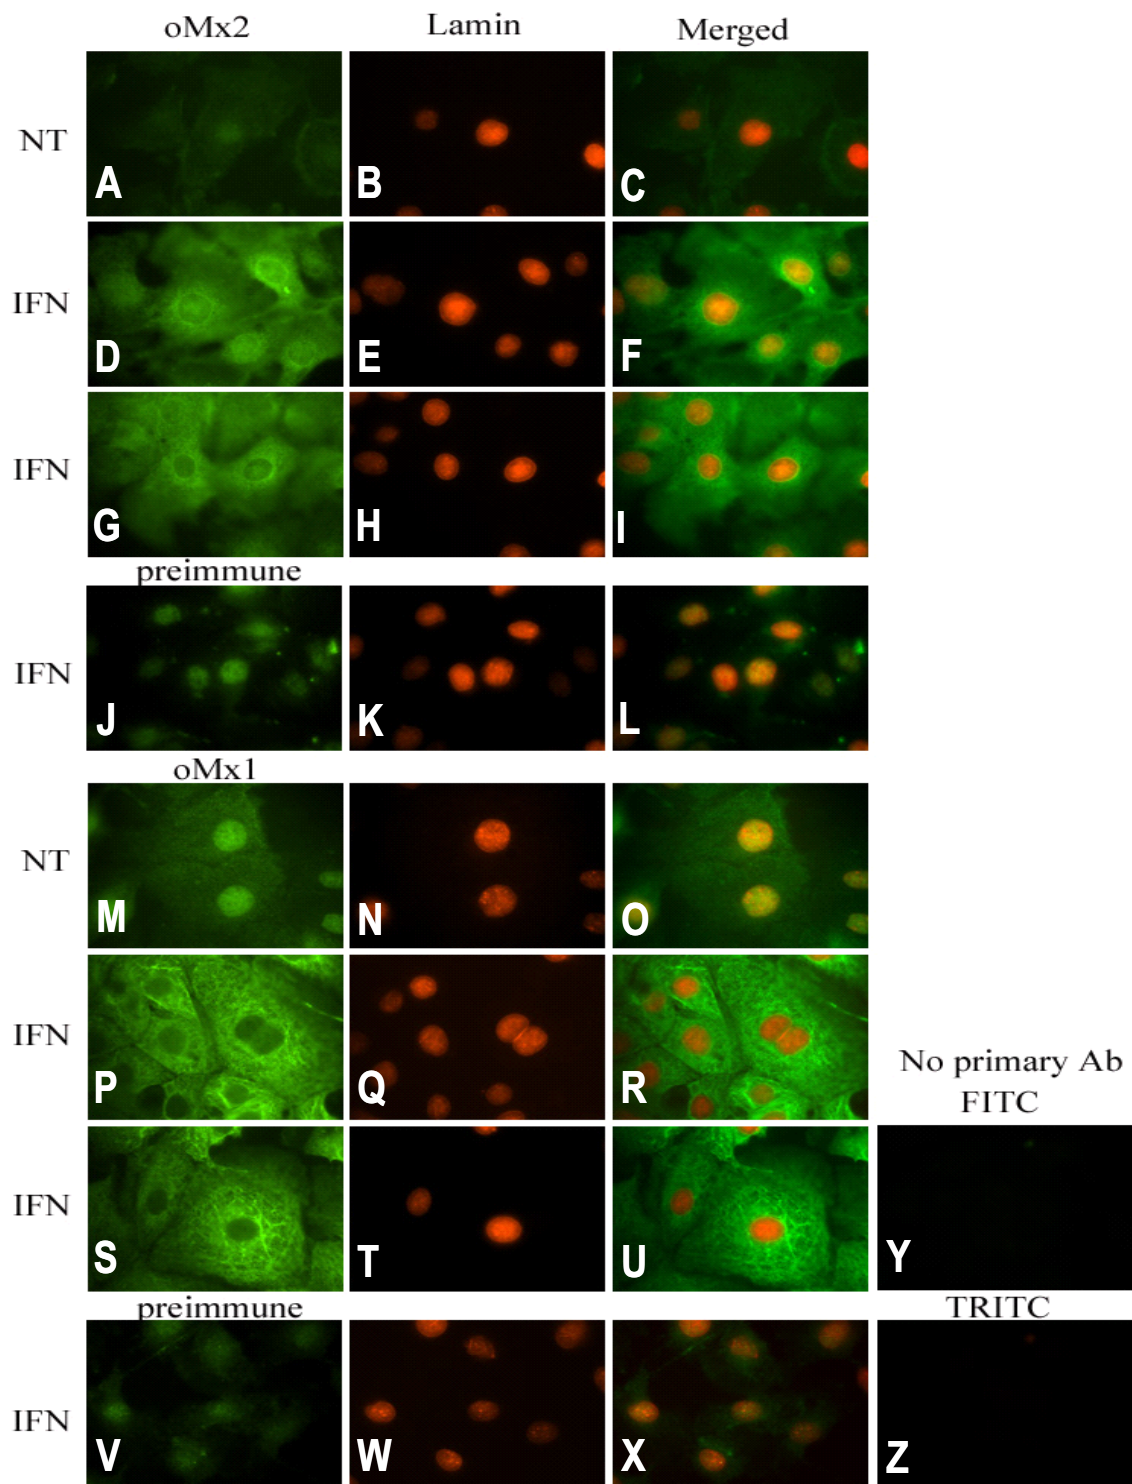 oMx2 Lamin Merged
NT A B C
IFN D E F
IFN G H I
preimmune
IFN J K L
oMx1
NT M N O
IFN P Q R
No primary Ab
FITC
IFN S T U Y
preimmune TRITC
IFN V W X Z